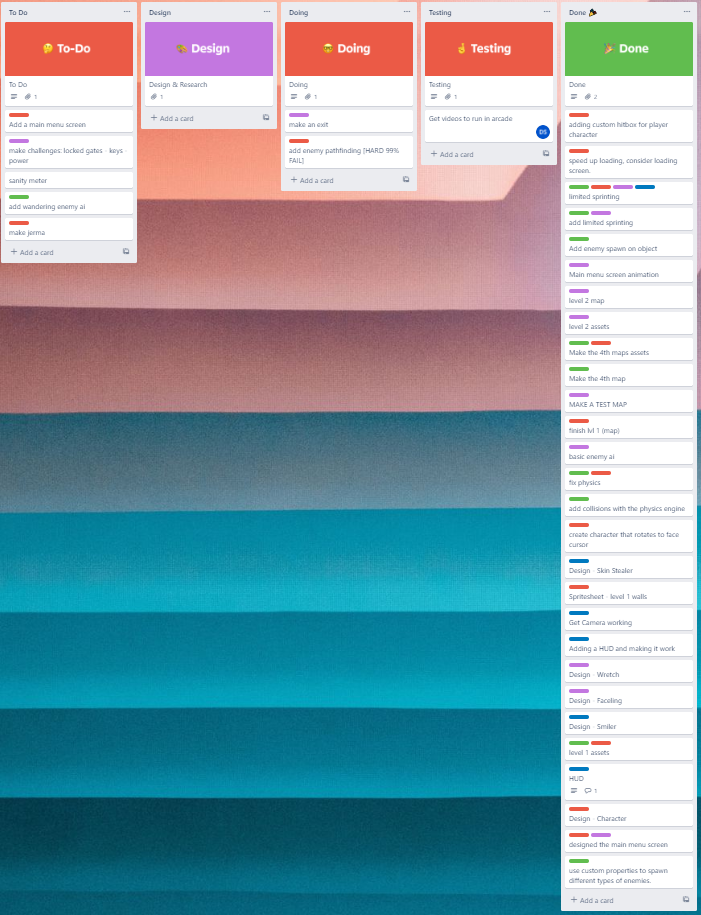 To Do
To-Do
To Do
1
Add a main menu screen
make challenges: locked gates - keys -
power
sanity meter
add wandering enemy ai
make jerma
+ Add a card
Design
Design
Design & Research
1
+ Add a card
Doing
Doing
Doing
1
make an exit
add enemy pathfinding [HARD 99%
FAIL]
+ Add a card
Testing
Testing
Testing
1
Get videos to run in arcade
DS
+ Add a card
Done
Done
Done
2
adding custom hitbox for player
character
speed up loading, consider loading
screen.
limited sprinting
add limited sprinting
Add enemy spawn on object
Main menu screen animation
level 2 map
level 2 assets
Make the 4th maps assets
Make the 4th map
MAKE A TEST MAP
finish lvl 1 (map)
basic enemy ai
fix physics
add collisions with the physics engine
create character that rotates to face
cursor
Design - Skin Stealer
Spritesheet - level 1 walls
Get Camera working
Adding a HUD and making it work
Design - Wretch
Design - Faceling
Design - Smiler
level 1 assets
HUD
1
Design - Character
designed the main menu screen
use custom properties to spawn
different types of enemies.
+ Add a card